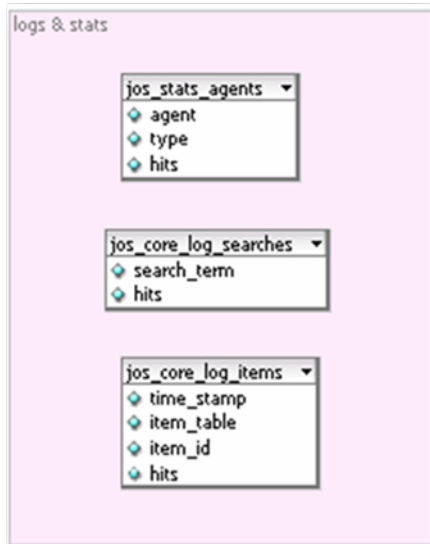 logs & stats
jos_stats_agents
agent
type
hits
jos_core_log_searches
search_term
hits
jos_core_log_items
time_stamp
item_table
item_id
hits